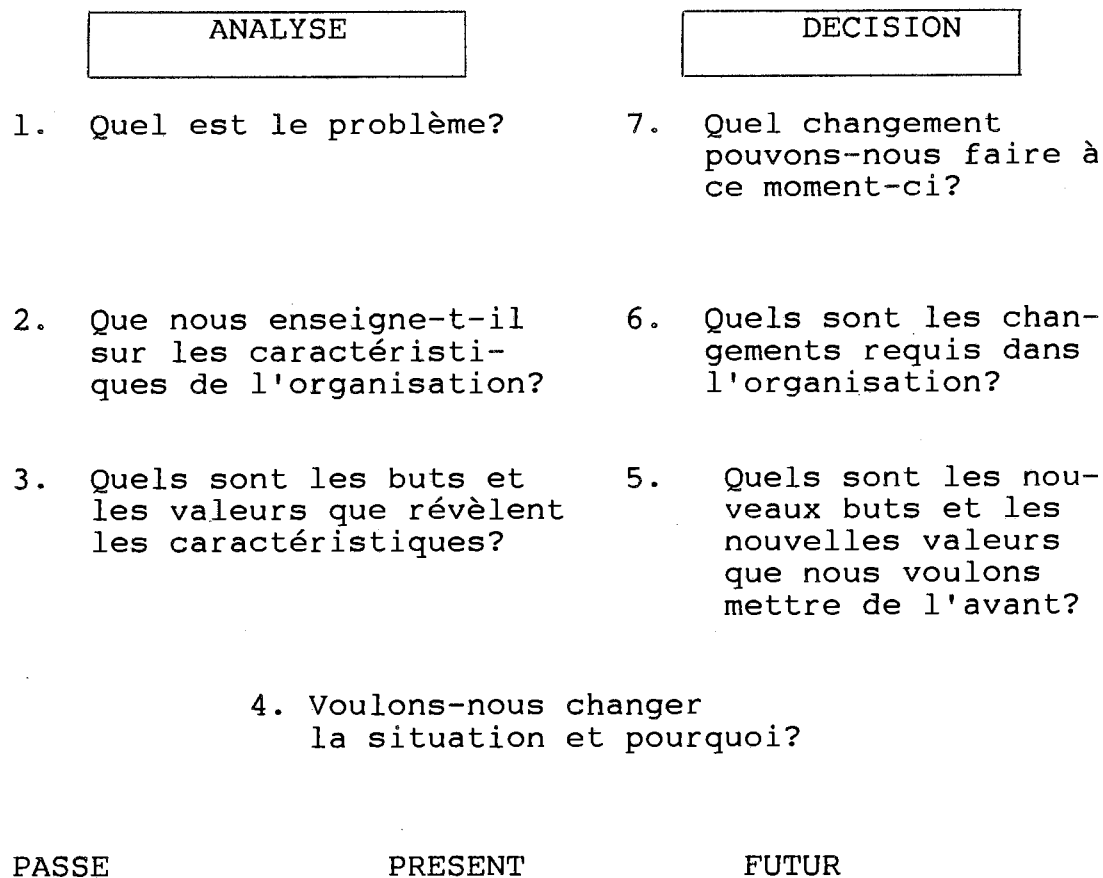 ANALYSE
DECISION
1. Quel est le problème?
7. Quel changement
pouvons-nous faire à
ce moment-ci?
2. Que nous enseigne-t-il
sur les caractéristi-
ques de l'organisation?
6. Quels sont les chan-
gements requis dans
l'organisation?
3. Quels sont les buts et
les valeurs que révèlent
les caractéristiques?
5. Quels sont les nou-
veaux buts et les
nouvelles valeurs
que nous voulons
mettre de l'avant?
4. Voulons-nous changer
la situation et pourquoi?
PASSE PRESENT FUTUR